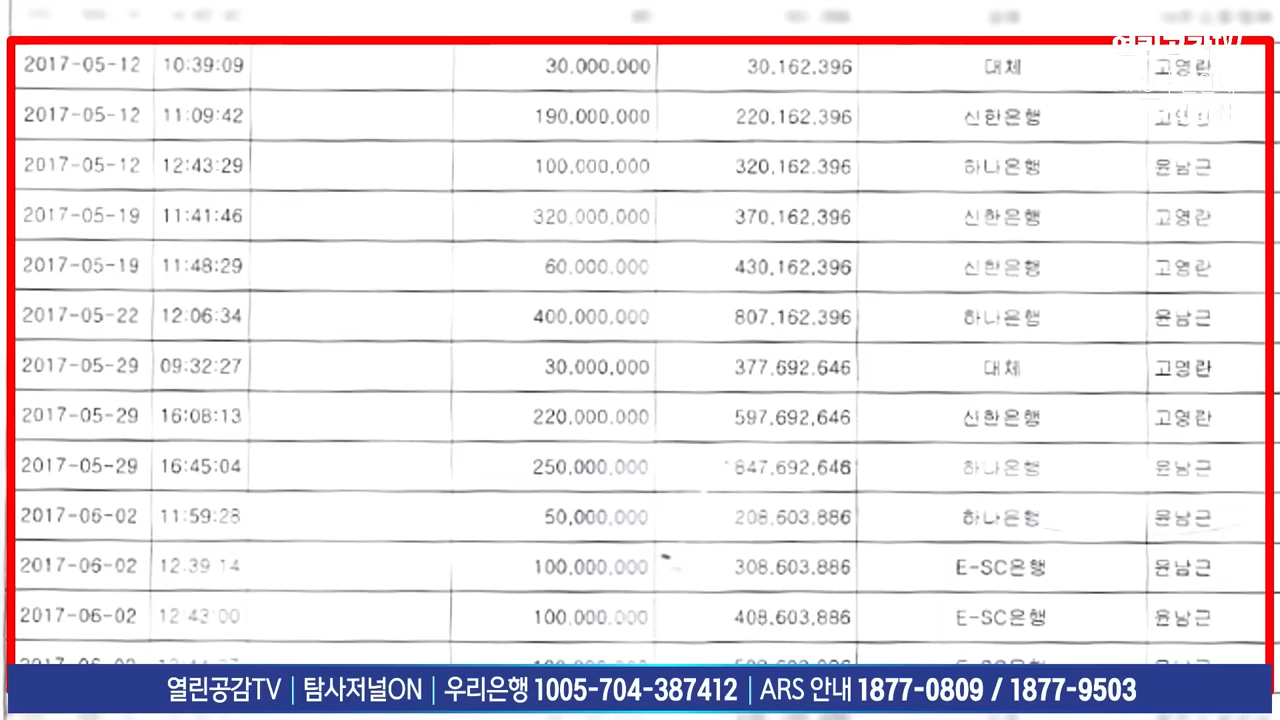 열린공감TV
2017-05-12 10:39:09 30,000,000 30,162,396 대체 고영란
2017-05-12 11:09:42 190,000,000 220,162,396 신한은행 고영란
2017-05-12 12:43:29 100,000,000 320,162,396 하나은행 윤남근
2017-05-19 11:41:46 320,000,000 370,162,396 신한은행 고영란
2017-05-19 11:48:29 60,000,000 430,162,396 신한은행 고영란
2017-05-22 12:06:34 400,000,000 807,162,396 하나은행 윤남근
2017-05-29 09:32:27 30,000,000 377,692,646 대체 고영란
2017-05-29 16:08:13 220,000,000 597,692,646 신한은행 고영란
2017-05-29 16:45:04 250,000,000 847,692,646 하나은행 윤남근
2017-06-02 11:59:28 50,000,000 208,603,886 하나은행 윤남근
2017-06-02 12:39:14 100,000,000 308,603,886 E-SC은행 윤남근
2017-06-02 12:43:00 100,000,000 408,603,886 E-SC은행 윤남근
열린공감TV | 탐사저널ON | 우리은행 1005-704-387412 | ARS 안내 1877-0809 / 1877-9503